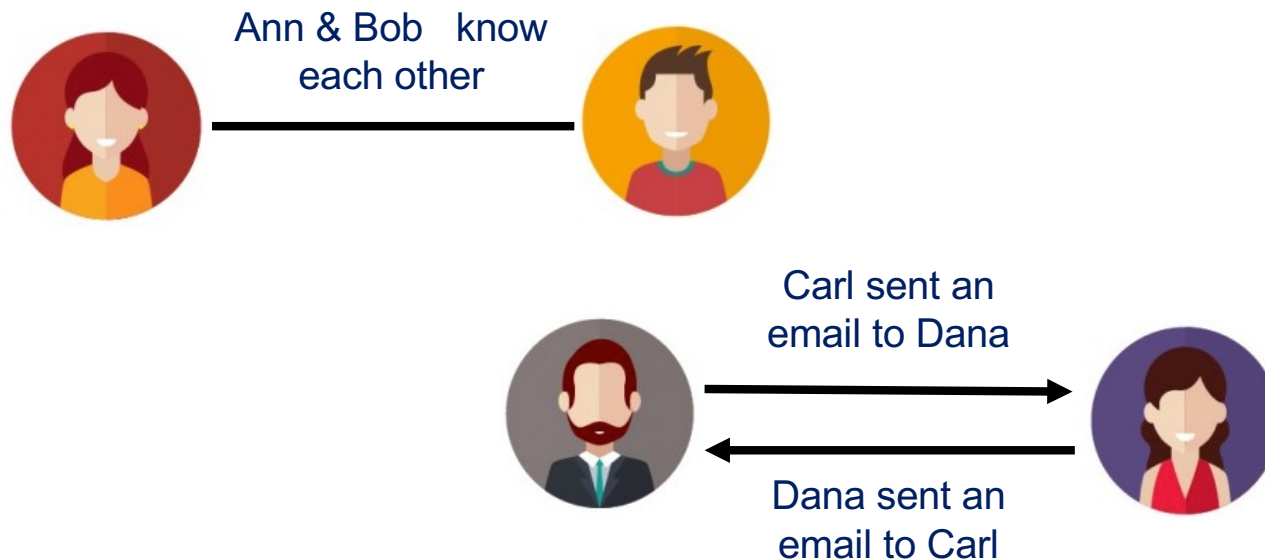 Ann & Bob know
each other
Carl sent an
email to Dana
Dana sent an
email to Carl